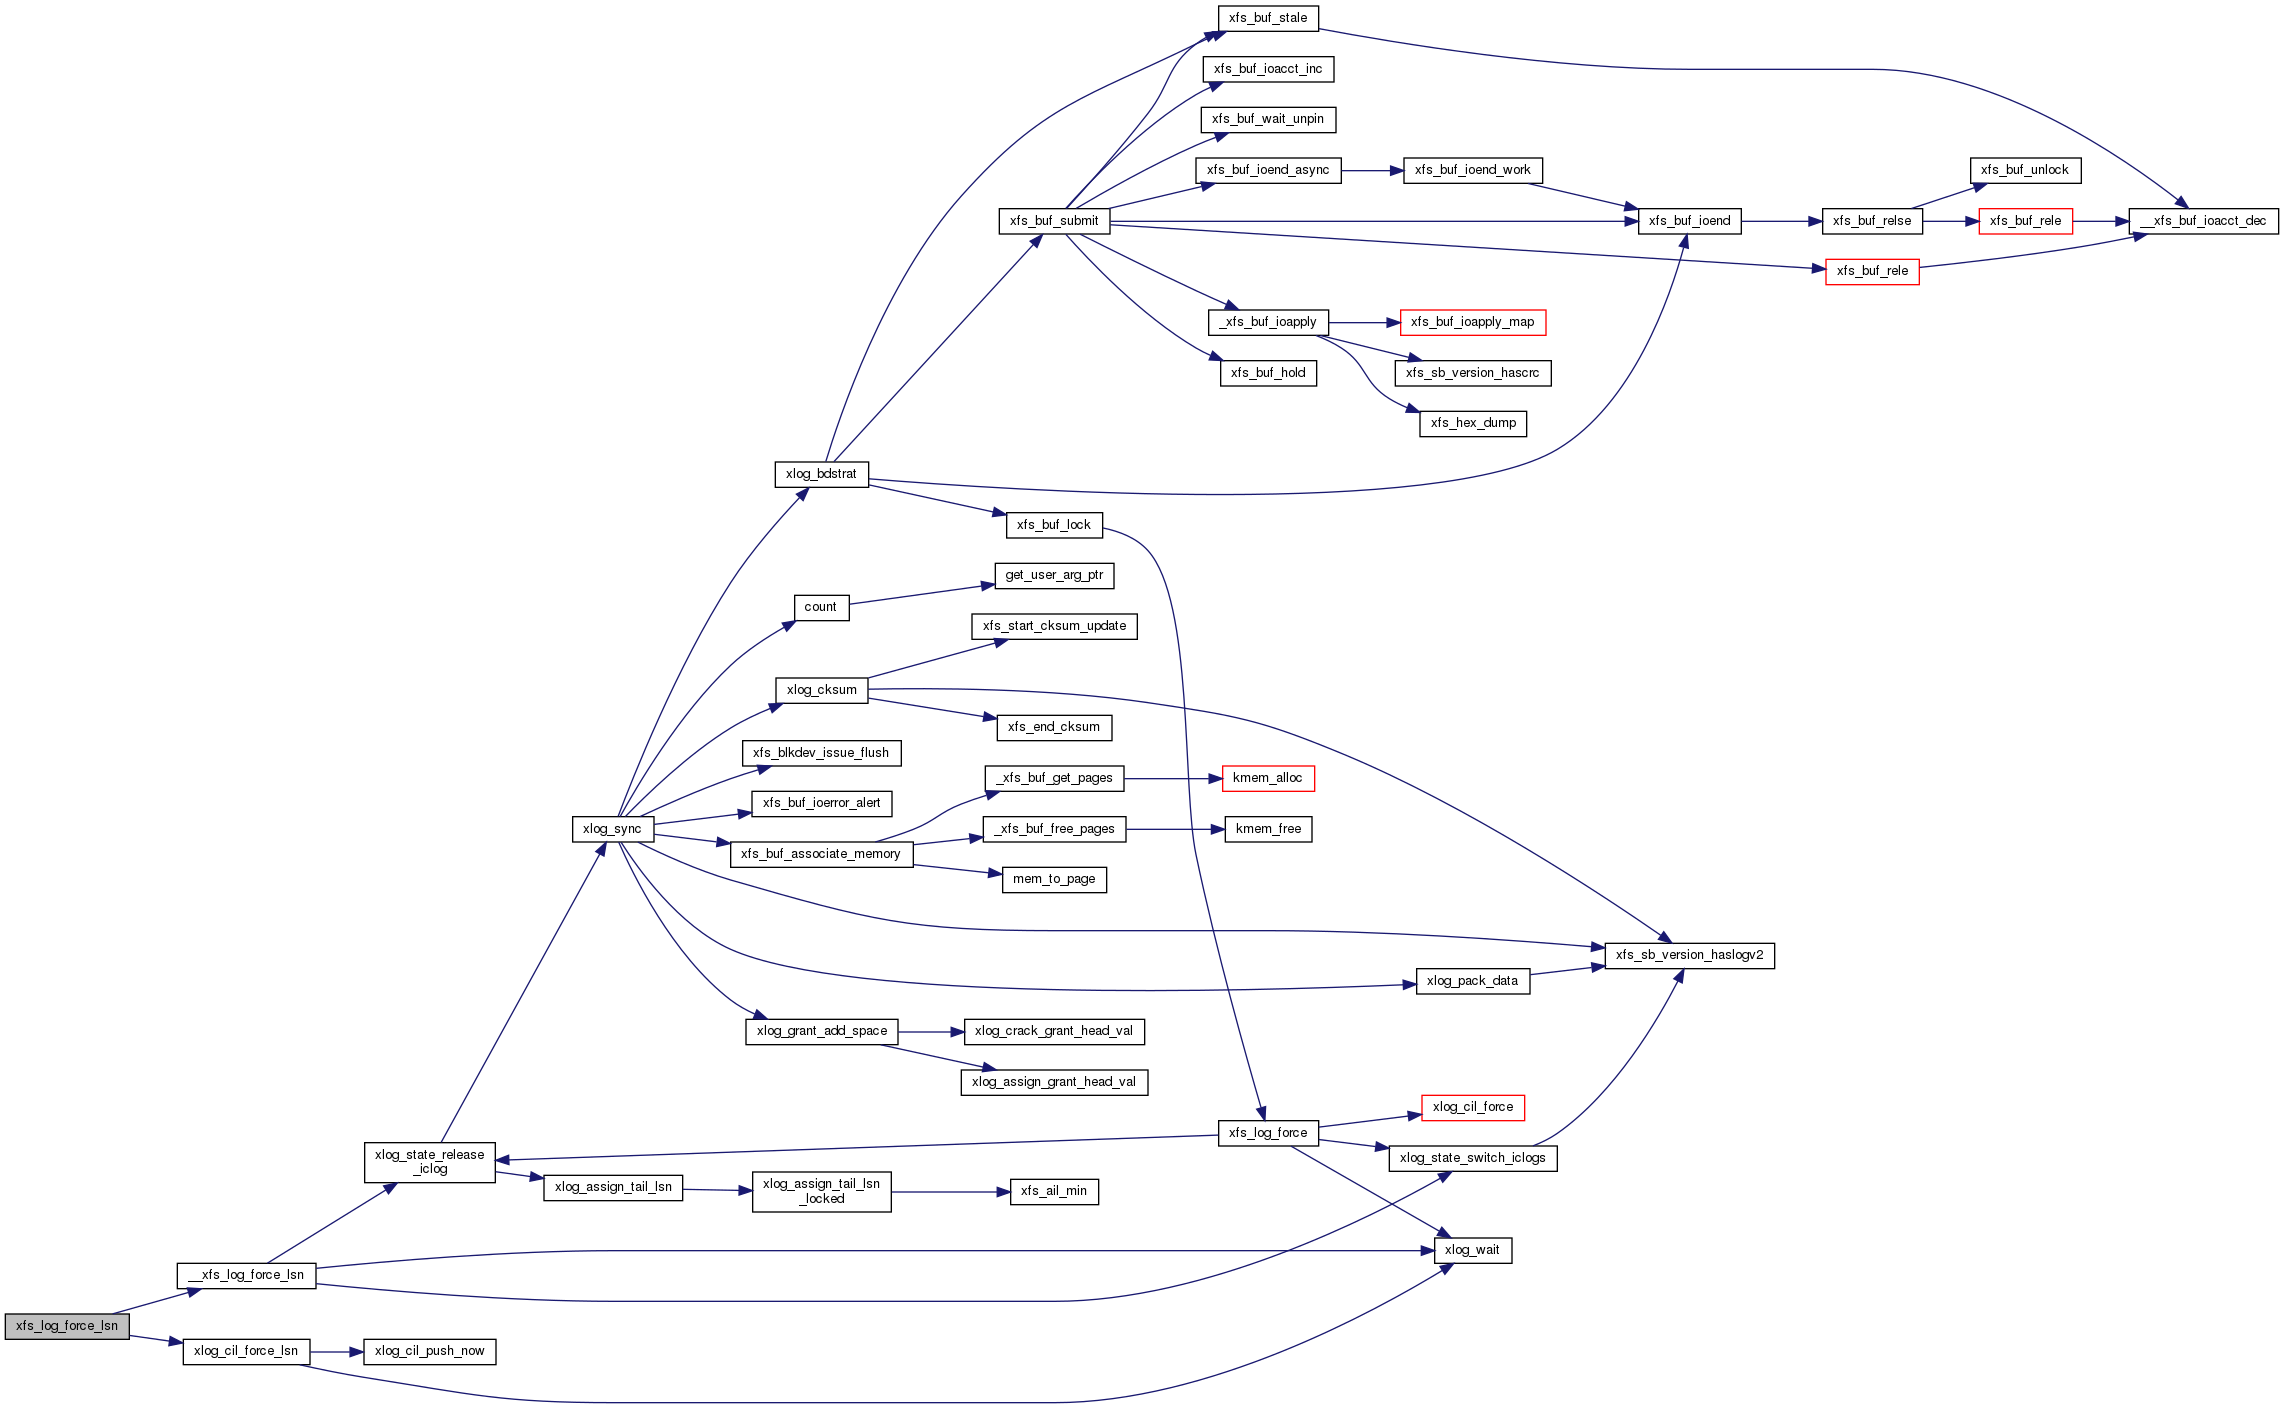 xfs_buf_stale
xfs_buf_ioacct_inc
xfs_buf_wait_unpin
xfs_buf_ioend_async
xfs_buf_ioend_work
xfs_buf_unlock
xfs_buf_submit
xfs_buf_ioend
xfs_buf_relse
xfs_buf_rele
__xfs_buf_ioacct_dec
xfs_buf_rele
_xfs_buf_ioapply
xfs_buf_ioapply_map
xfs_buf_hold
xfs_sb_version_hascrc
xfs_hex_dump
xlog_bdstrat
xfs_buf_lock
get_user_arg_ptr
count
xfs_start_cksum_update
xlog_cksum
xfs_end_cksum
xfs_blkdev_issue_flush
_xfs_buf_get_pages
kmem_alloc
xfs_buf_ioerror_alert
xlog_sync
_xfs_buf_free_pages
kmem_free
xfs_buf_associate_memory
mem_to_page
xfs_sb_version_haslogv2
xlog_pack_data
xlog_grant_add_space
xlog_crack_grant_head_val
xlog_assign_grant_head_val
xlog_cil_force
xfs_log_force
xlog_state_release
_iclog
xlog_state_switch_iclogs
xlog_assign_tail_lsn
xlog_assign_tail_lsn
_locked
xfs_ail_min
xlog_wait
__xfs_log_force_lsn
xfs_log_force_lsn
xlog_cil_force_lsn
xlog_cil_push_now